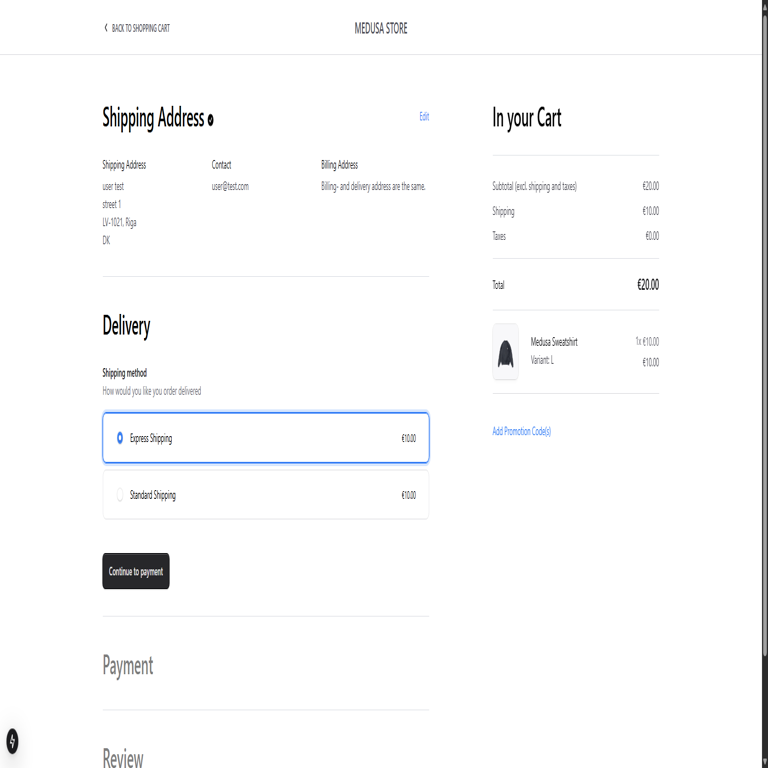 BACK TO SHOPPING CART
MEDUSA STORE
Shipping Address
Edit
Shipping Address
user test
street 1
LV-1021, Riga
DK
Contact
user@test.com
Billing Address
Billing- and delivery address are the same.
Delivery
Shipping method
How would you like you order delivered
Express Shipping €10.00
Standard Shipping €10.00
Continue to payment
Payment
Review
In your Cart
Subtotal (excl. shipping and taxes) €20.00
Shipping €10.00
Taxes €0.00
Total €20.00
Medusa Sweatshirt 1x €10.00
Variant: L €10.00
Add Promotion Code(s)